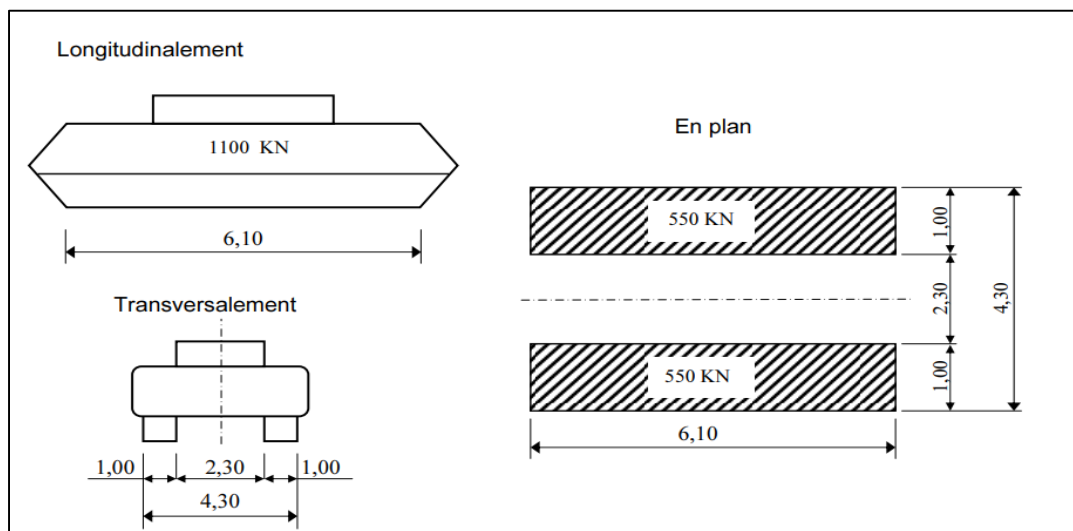 Longitudinalement
1100 KN
6,10
Transversalement
1,00 2,30 1,00
4,30
En plan
550 KN
1,00
2,30
4,30
550 KN
1,00
6,10